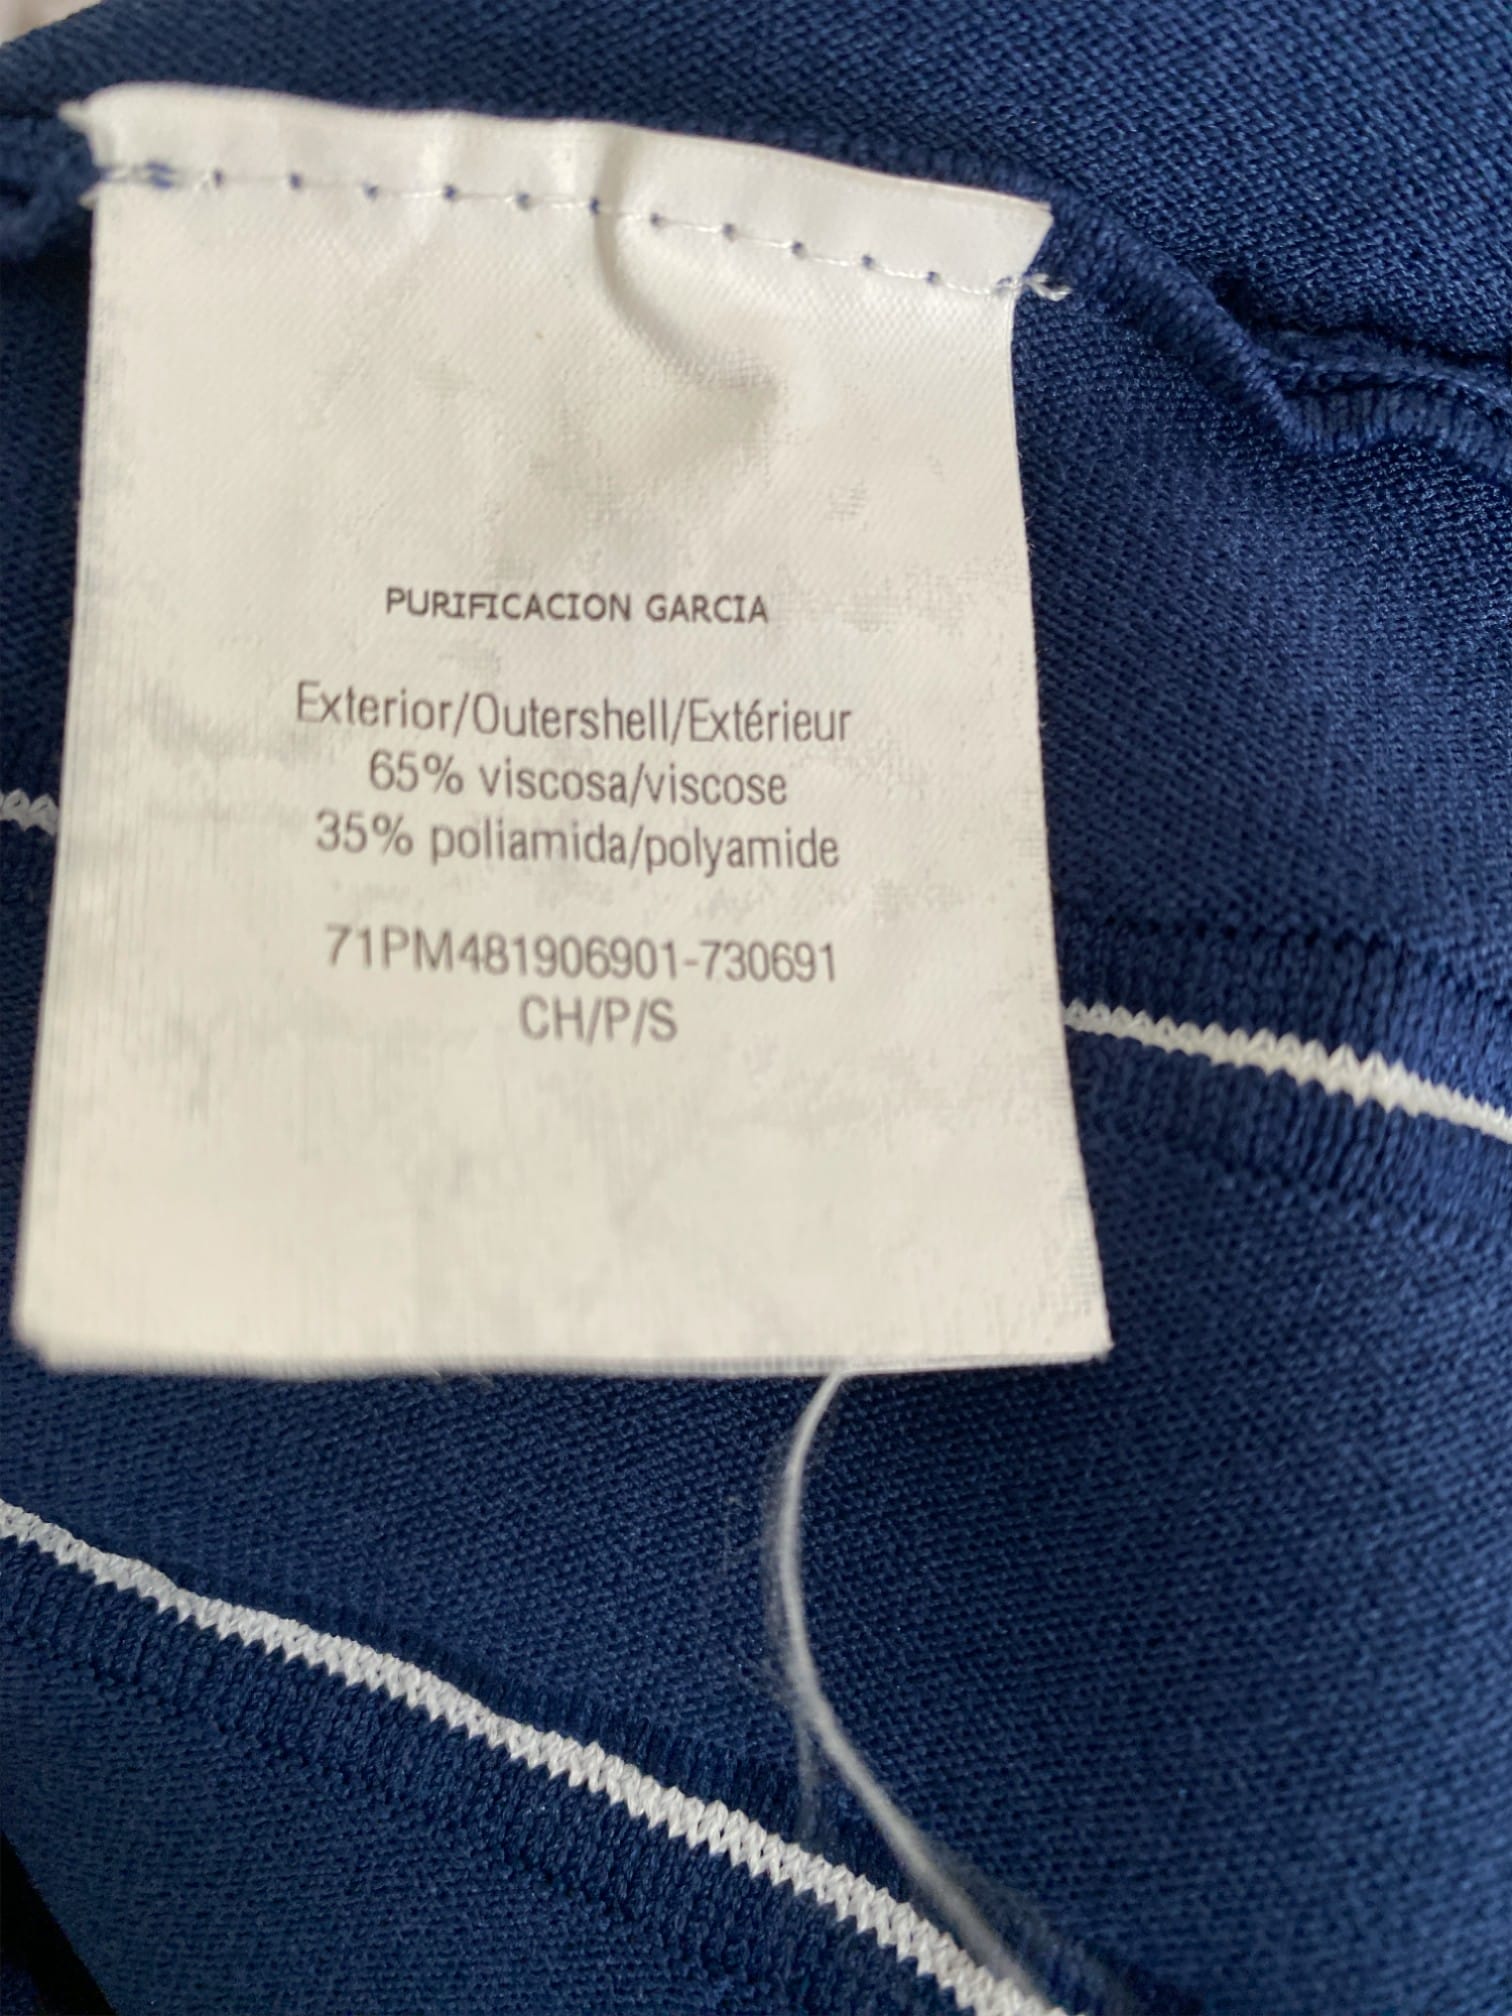 PURIFICACION GARCIA
Exterior/Outershell/Extérieur
65% viscosa/viscose
35% poliamida/polyamide
71PM481906901-730691
CH/P/S